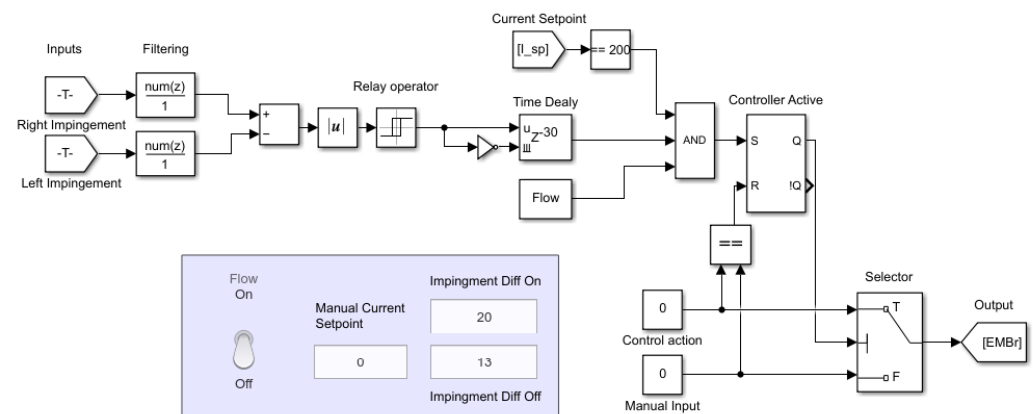 Current Setpoint
[I_sp]
== 200
Inputs
Filtering
-T-
num(z)
1
Right Impingement
-T-
num(z)
1
Left Impingement
+
−
|u|
Relay operator
Time Dealy
u
Z-30
Flow
AND
Controller Active
S
Q
R
!Q
==
0
Control action
0
Manual Input
Selector
T
F
Output
[EMBr]
Flow
On
Off
Manual Current
Setpoint
0
Impingment Diff On
20
13
Impingment Diff Off